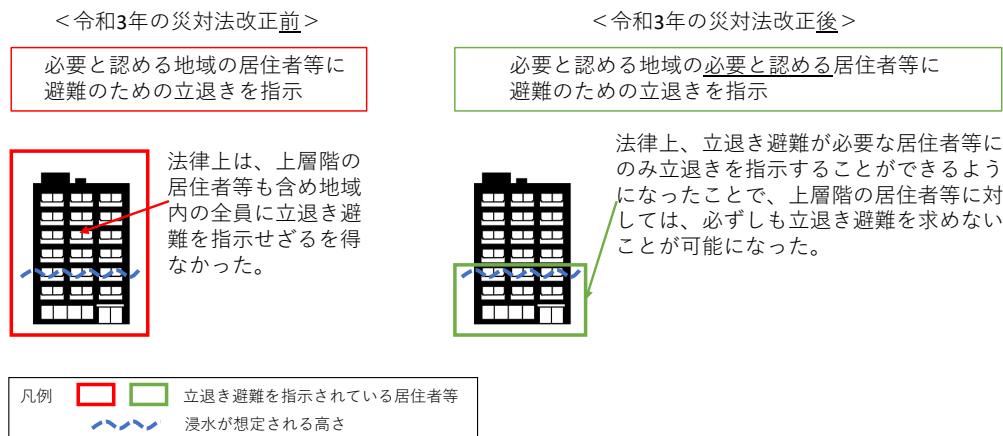 ＜令和3年の災対法改正前＞
必要と認める地域の居住者等に
避難のための立退きを指示
法律上は、上層階の
居住者等も含め地域
内の全員に立退き避
難を指示せざるを得
なかった。
＜令和3年の災対法改正後＞
必要と認める地域の必要と認める居住者等に
避難のための立退きを指示
法律上、立退き避難が必要な居住者等に
のみ立退きを指示することができるよう
になったことで、上層階の居住者等に対
しては、必ずしも立退き避難を求めない
ことが可能になった。
凡例
立退き避難を指示されている居住者等
浸水が想定される高さ